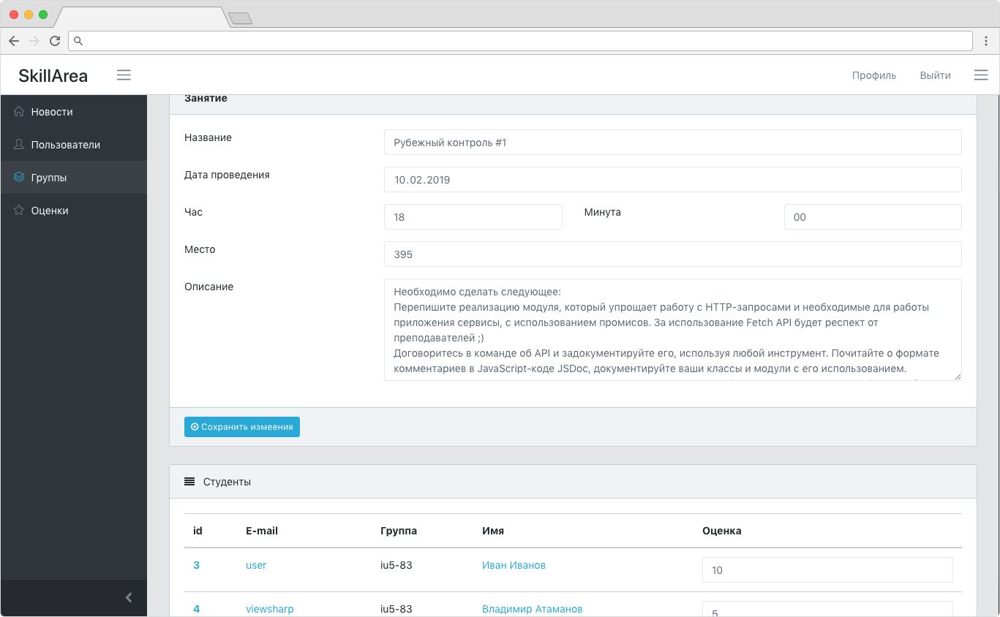 SkillArea
Профиль Выйти
Новости
Пользователи
Группы
Оценки
Занятие
Название
Рубежный контроль #1
Дата проведения
10.02.2019
Час
18
Минута
00
Место
395
Описание
Необходимо сделать следующее:
Перепишите реализацию модуля, который упрощает работу с HTTP-запросами и необходимые для работы
приложения сервисы, с использованием промисов. За использование Fetch API будет респект от
преподавателей ;)
Договоритесь в команде об API и задокументируйте его, используя любой инструмент. Почитайте о формате
комментариев в JavaScript-коде JSDoc, документируйте ваши классы и модули с его использованием.
Сохранить измеения
Студенты
id E-mail Группа Имя Оценка
3 user iu5-83 Иван Иванов 10
4 viewsharp iu5-83 Владимир Атаманов 5